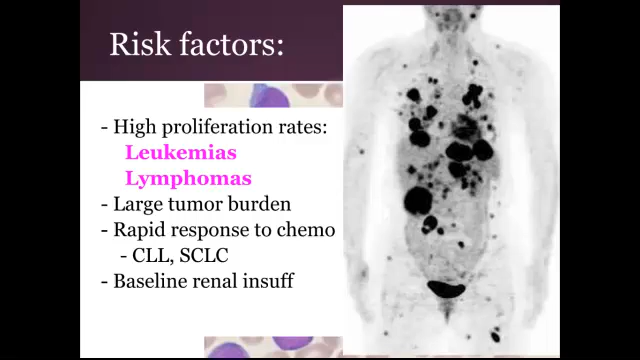 Risk factors:
- High proliferation rates:
Leukemias
Lymphomas
- Large tumor burden
- Rapid response to chemo
- CLL, SCLC
- Baseline renal insuff